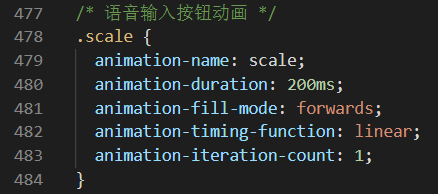 477 /* 语音输入按钮动画 */
478 .scale {
479 animation-name: scale;
480 animation-duration: 200ms;
481 animation-fill-mode: forwards;
482 animation-timing-function: linear;
483 animation-iteration-count: 1;
484 }